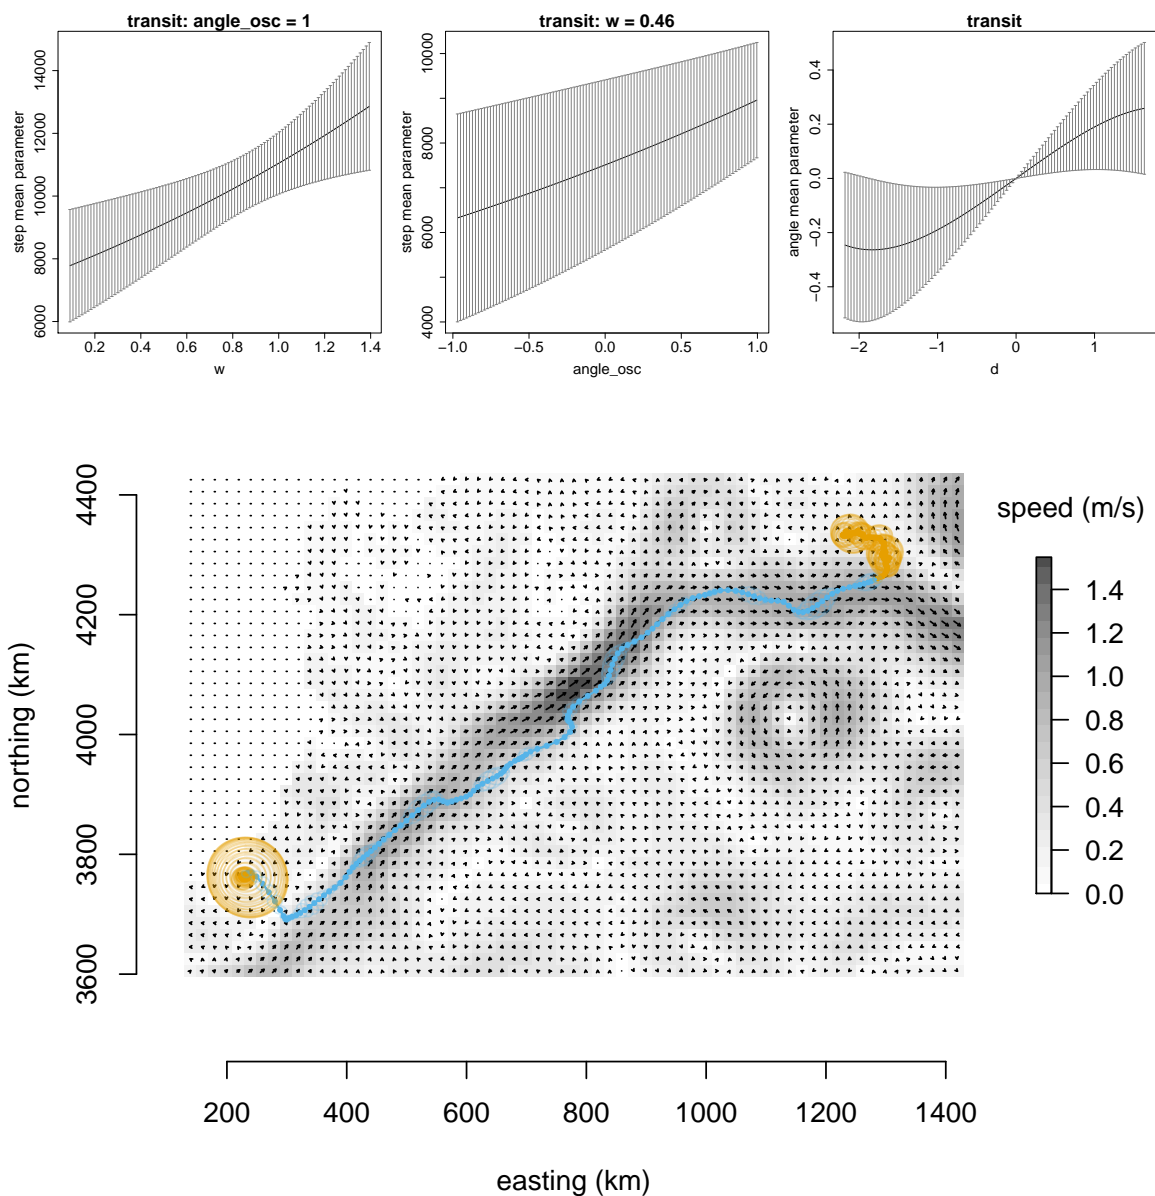 transit: angle_osc = 1
step mean parameter
14000
12000
10000
8000
6000
0.2 0.4 0.6 0.8 1.0 1.2 1.4
w
transit: w = 0.46
step mean parameter
10000
8000
6000
4000
−1.0 −0.5 0.0 0.5 1.0
angle_osc
transit
angle mean parameter
0.4
0.2
0.0
−0.2
−0.4
−2 −1 0 1
d
northing (km)
4400
4200
4000
3800
3600
200 400 600 800 1000 1200 1400
easting (km)
speed (m/s)
1.4
1.2
1.0
0.8
0.6
0.4
0.2
0.0